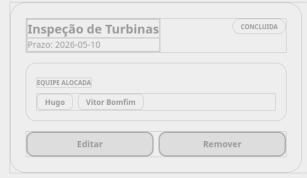 Inspeção de Turbinas
CONCLUIDA
Prazo: 2026-05-10
EQUIPE ALOCADA
Hugo
Vitor Bomfim
Editar
Remover